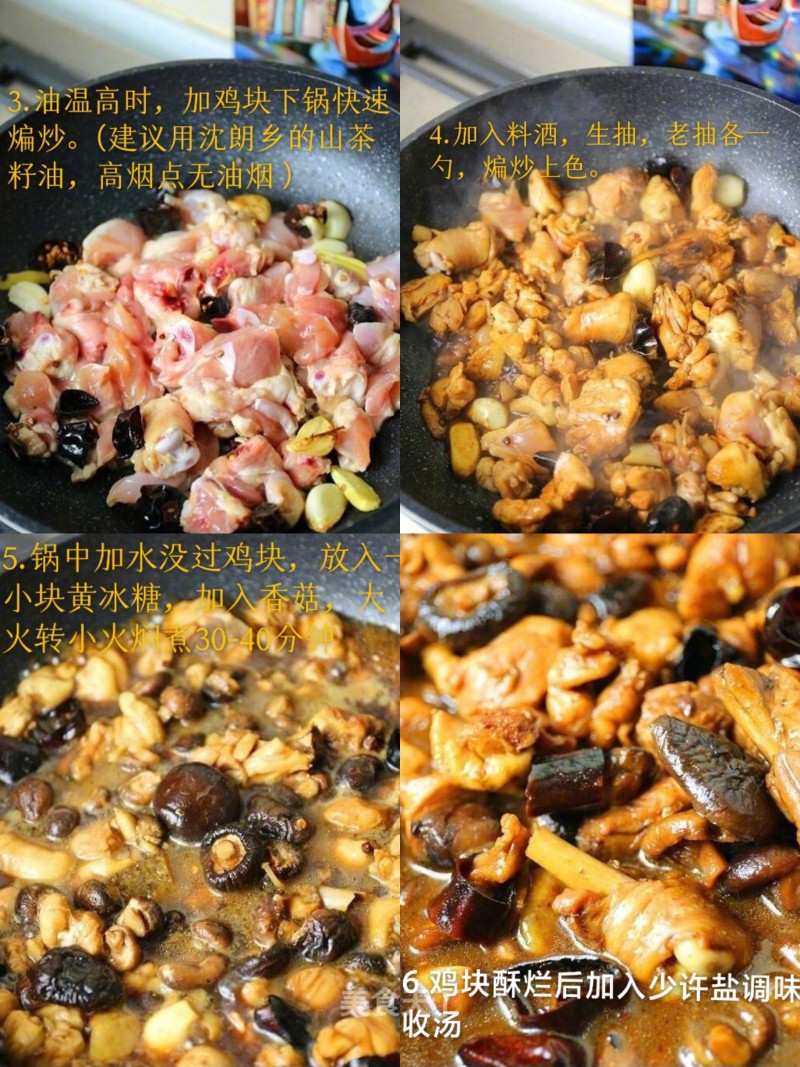 3.油温高时，加鸡块下锅快速
煸炒。（建议用沈朗乡的山茶
籽油，高烟点无油烟）
4.加入料酒，生抽，老抽各一
勺，煸炒上色。
5.锅中加水没过鸡块，放入一
小块黄冰糖，加入香菇，大
火转小火焖煮30-40分钟
6.鸡块酥烂后加入少许盐调味
收汤